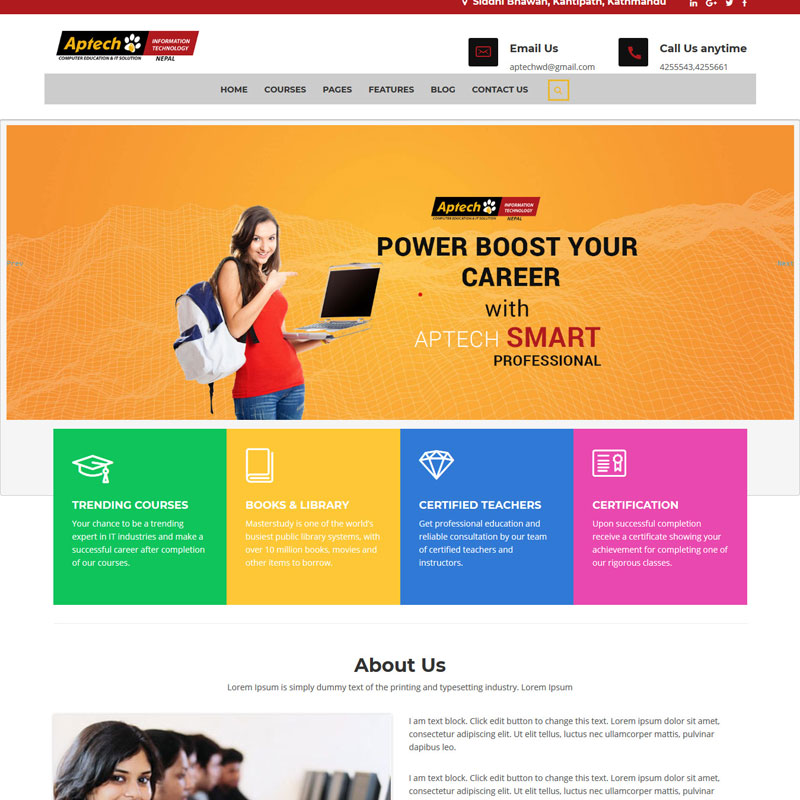 Siddhi Bhawan, Kantipath, Kathmandu
Aptech INFORMATION TECHNOLOGY
COMPUTER EDUCATION & IT SOLUTION NEPAL
Email Us
aptechwd@gmail.com
Call Us anytime
4255543,4255661
HOME COURSES PAGES FEATURES BLOG CONTACT US
Aptech INFORMATION TECHNOLOGY
COMPUTER EDUCATION & IT SOLUTION NEPAL
POWER BOOST YOUR
CAREER
with
APTECH SMART
PROFESSIONAL
TRENDING COURSES
Your chance to be a trending
expert in IT industries and make a
successful career after completion
of our courses.
BOOKS & LIBRARY
Masterstudy is one of the world's
busiest public library systems, with
over 10 million books, movies and
other items to borrow.
CERTIFIED TEACHERS
Get professional education and
reliable consultation by our team
of certified teachers and
instructors.
CERTIFICATION
Upon successful completion
receive a certificate showing your
achievement for completing one of
our rigorous classes.
About Us
Lorem Ipsum is simply dummy text of the printing and typesetting industry. Lorem Ipsum
I am text block. Click edit button to change this text. Lorem ipsum dolor sit amet,
consectetur adipiscing elit. Ut elit tellus, luctus nec ullamcorper mattis, pulvinar
dapibus leo.
I am text block. Click edit button to change this text. Lorem ipsum dolor sit amet,
consectetur adipiscing elit. Ut elit tellus, luctus nec ullamcorper mattis, pulvinar